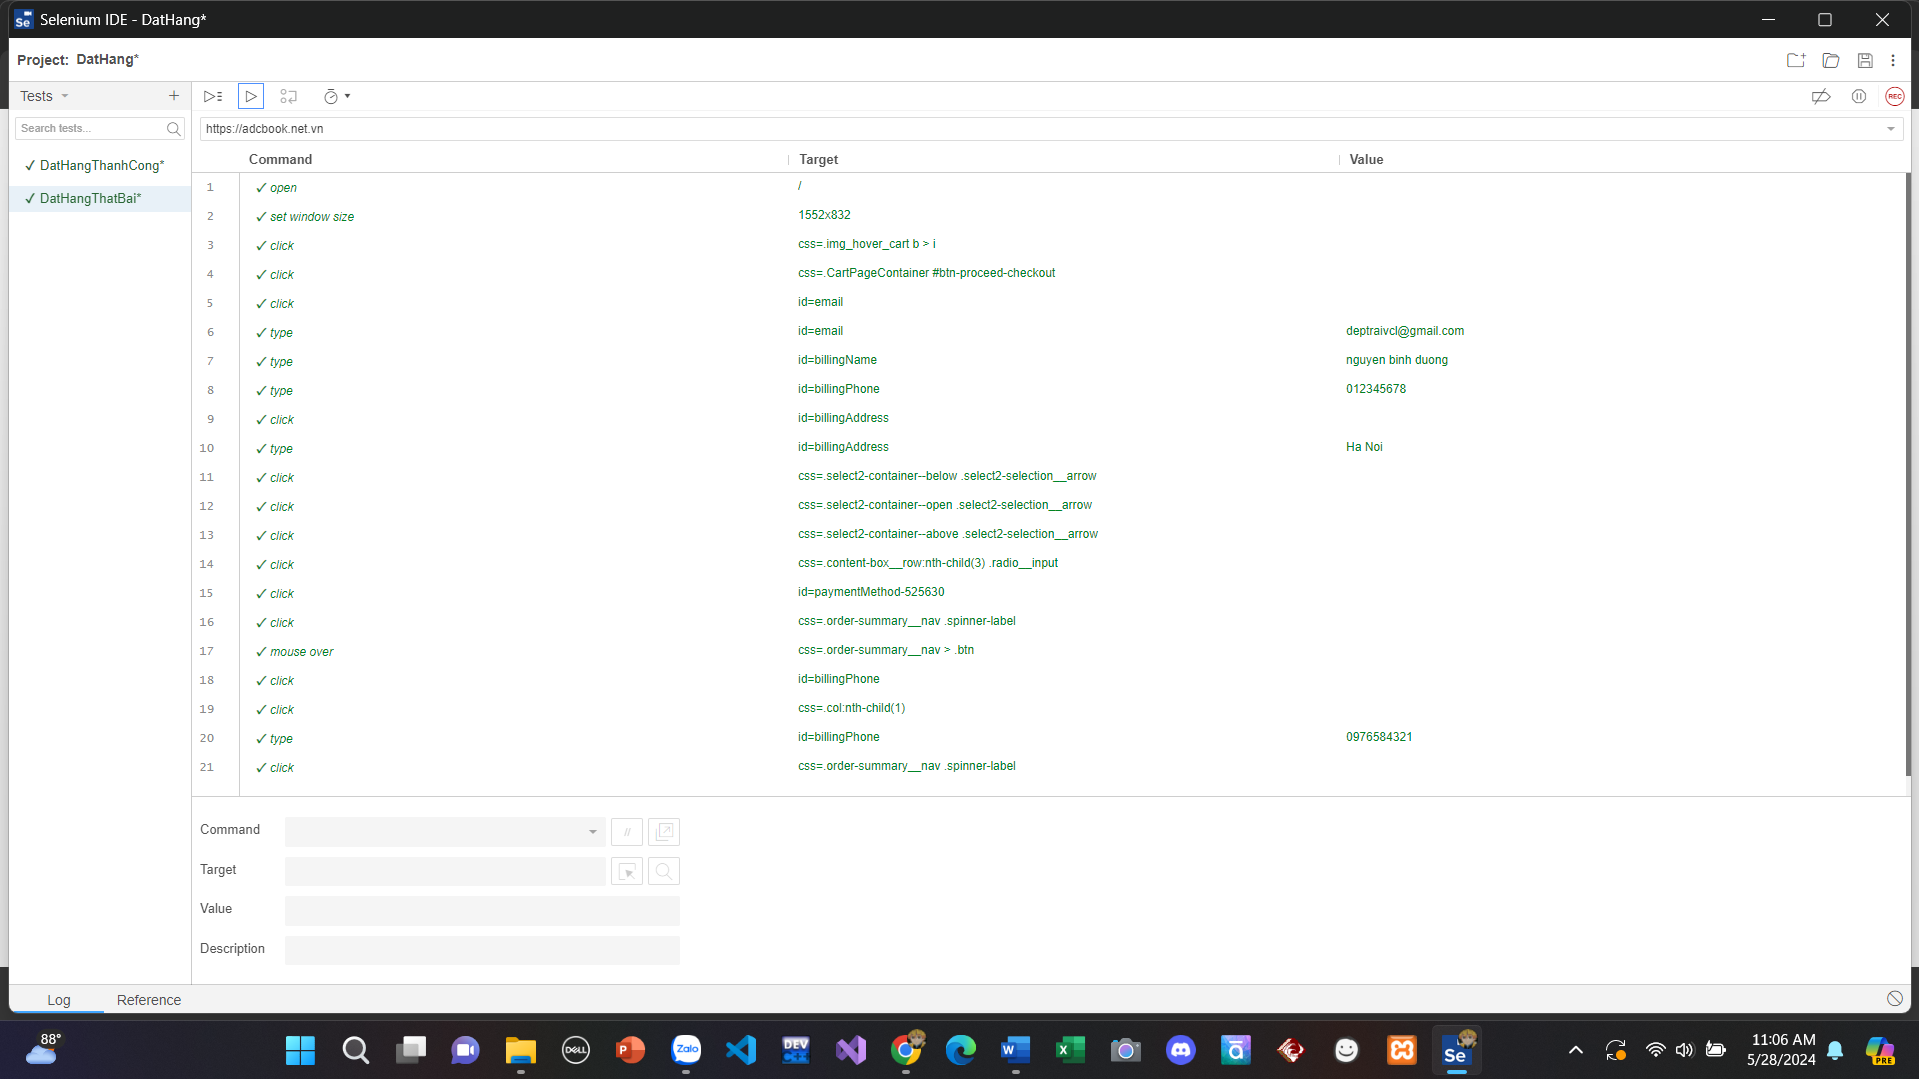 Selenium IDE - DatHang*
Project: DatHang*
Tests
Search tests...
https://adcbook.net.vn
Command Target Value
✓ DatHangThanhCong*
✓ DatHangThatBai*
1 ✓ open /
2 ✓ set window size 1552x832
3 ✓ click css=.img_hover_cart b > i
4 ✓ click css=.CartPageContainer #btn-proceed-checkout
5 ✓ click id=email
6 ✓ type id=email deptraivcl@gmail.com
7 ✓ type id=billingName nguyen binh duong
8 ✓ type id=billingPhone 012345678
9 ✓ click id=billingAddress
10 ✓ type id=billingAddress Ha Noi
11 ✓ click css=.select2-container--below .select2-selection__arrow
12 ✓ click css=.select2-container--open .select2-selection__arrow
13 ✓ click css=.select2-container--above .select2-selection__arrow
14 ✓ click css=.content-box__row:nth-child(3) .radio__input
15 ✓ click id=paymentMethod-525630
16 ✓ click css=.order-summary__nav .spinner-label
17 ✓ mouse over css=.order-summary__nav > .btn
18 ✓ click id=billingPhone
19 ✓ click css=.col:nth-child(1)
20 ✓ type id=billingPhone 0976584321
21 ✓ click css=.order-summary__nav .spinner-label
Command //
Target
Value
Description
Log Reference
REC
88°
DELL
Zalo
DEV
Se
11:06 AM
5/28/2024
PRE